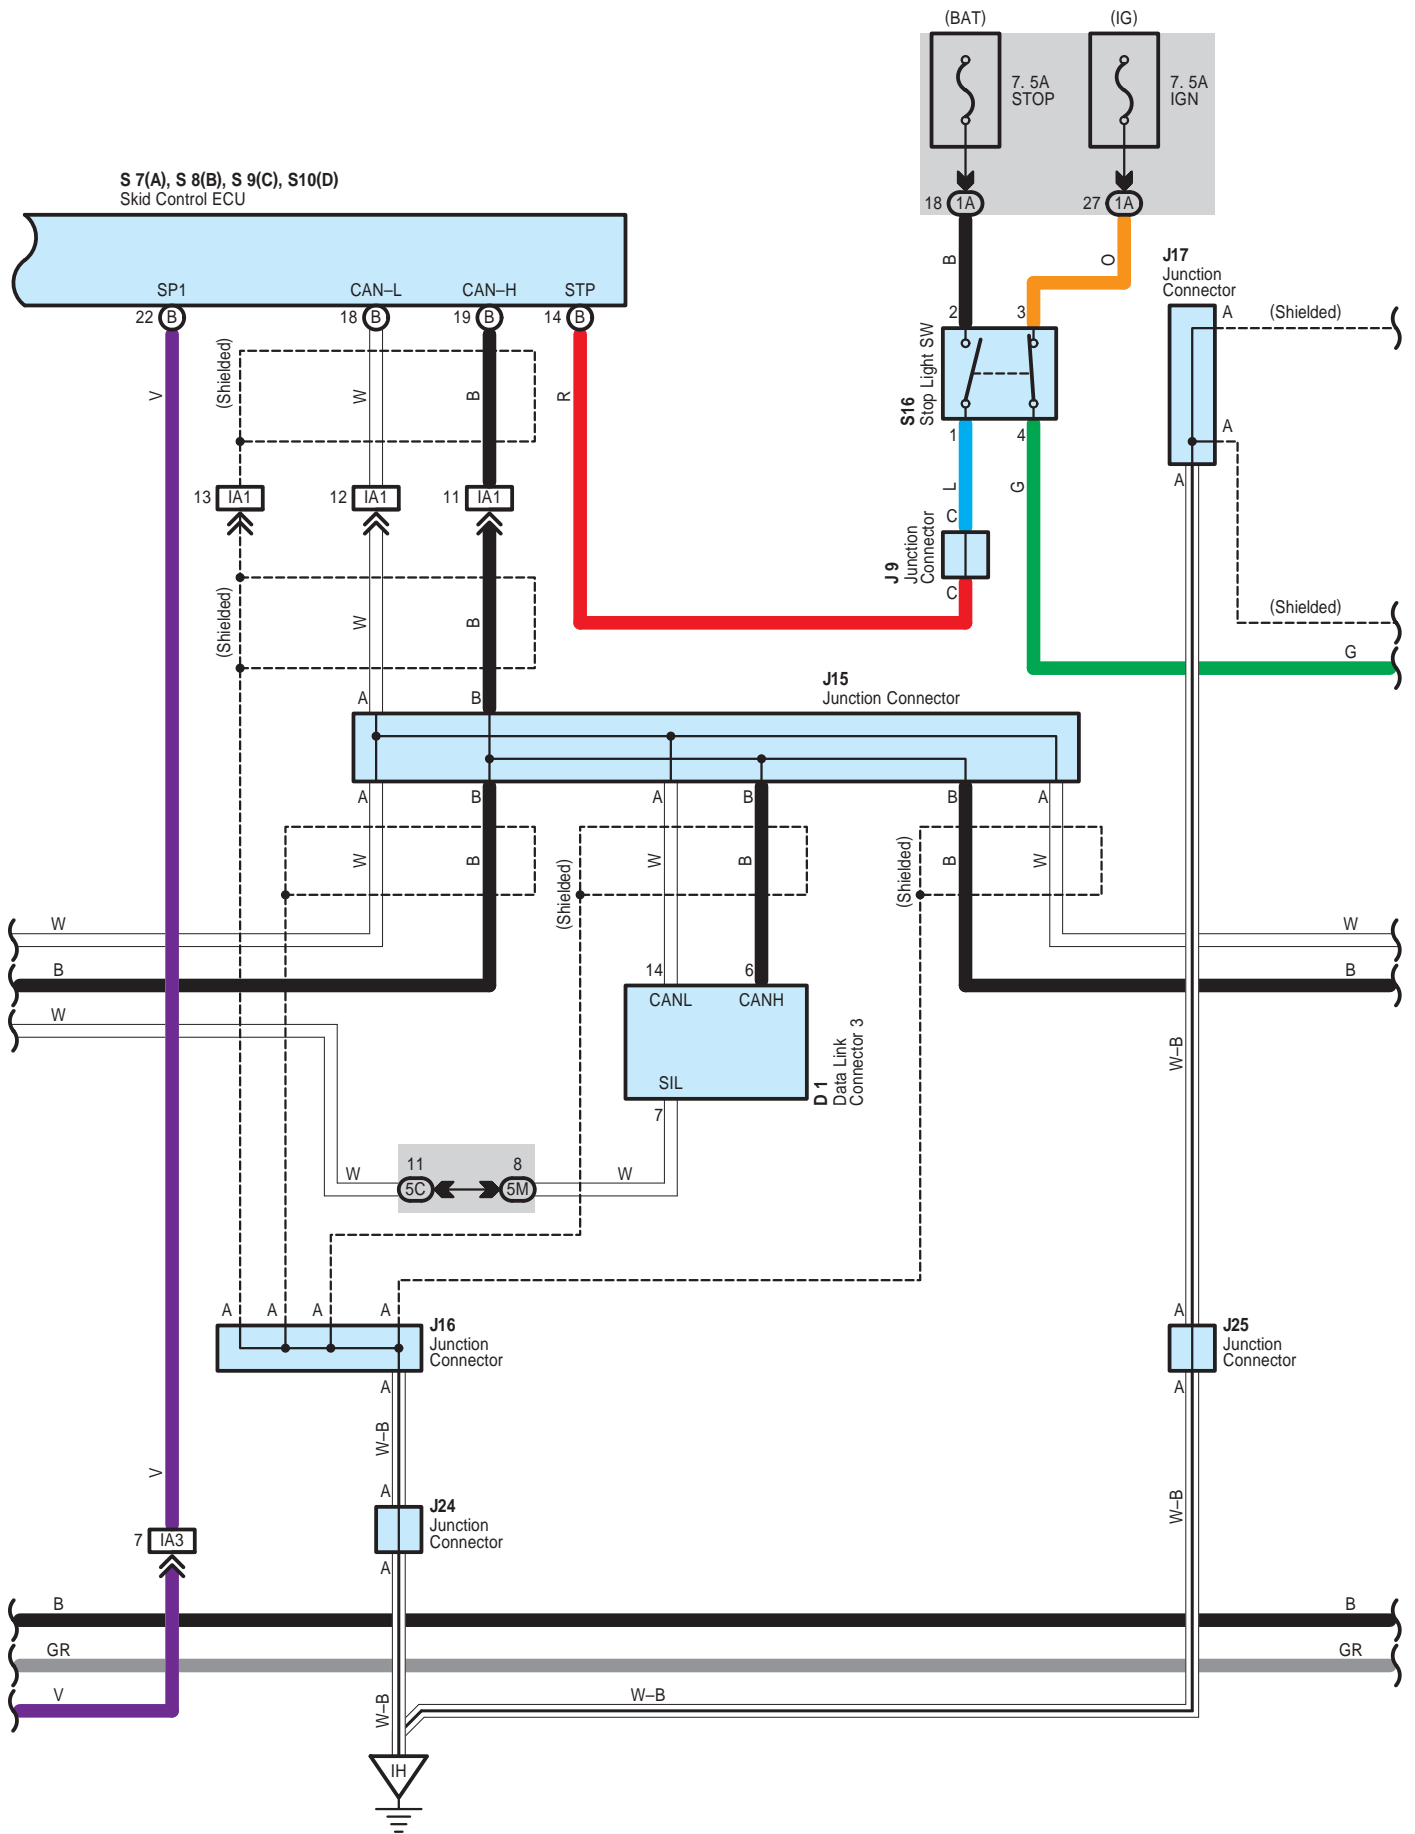 (BAT)
(IG)
7. 5A
STOP
7. 5A
IGN
18
1A
27
1A
S 7(A), S 8(B), S 9(C), S10(D)
Skid Control ECU
SP1
CAN–L
CAN–H
STP
22
B
18
B
19
B
14
B
B
O
J17
Junction
Connector
A
(Shielded)
2
3
S16
Stop Light SW
1
4
(Shielded)
V
W
B
R
A
A
13
IA1
12
IA1
11
IA1
L
G
C
J 9
Junction
Connector
C
(Shielded)
W
B
(Shielded)
G
A
B
J15
Junction Connector
A
B
A
B
B
A
W
B
(Shielded)
W
B
(Shielded)
B
W
W
W
B
B
14
6
CANL
CANH
SIL
7
D 1
Data Link
Connector 3
W
W–B
W
11
5C
8
5M
W
A
A
A
A
J16
Junction
Connector
A
W–B
A
J25
Junction
Connector
A
V
A
J24
Junction
Connector
A
W–B
7
IA3
B
B
GR
GR
V
W–B
W–B
IH